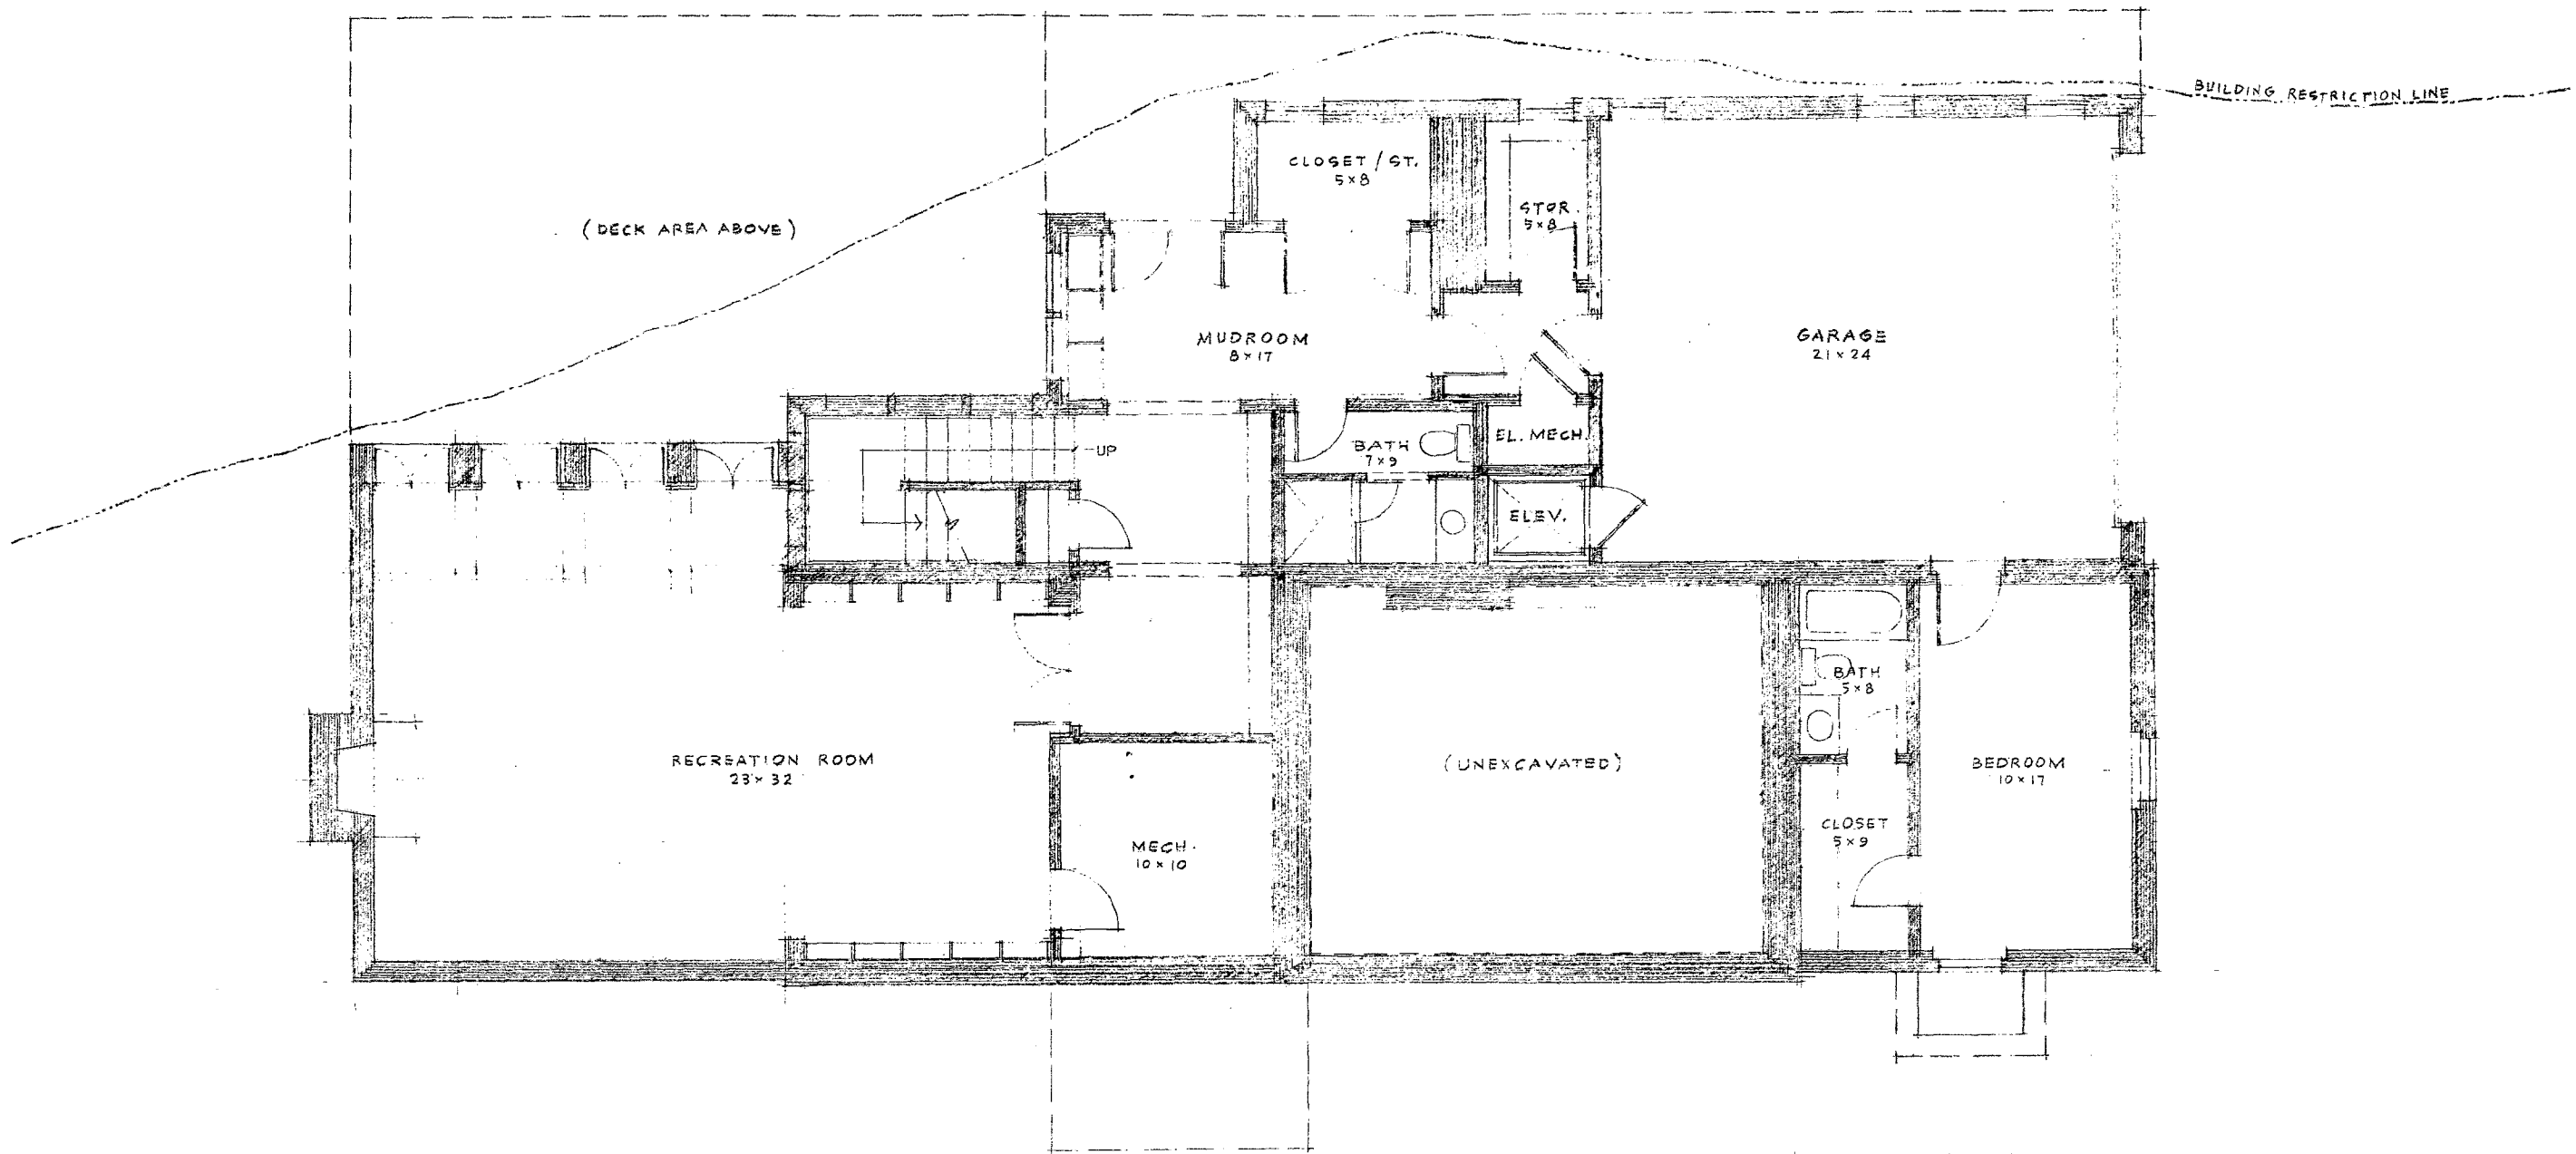 BUILDING RESTRICTION LINE
CLOSET / ST.
5 x 8
(DECK AREA ABOVE)
STOR.
5 x 8
MUDROOM
8 x 17
GARAGE
21 x 24
UP
BATH
7 x 9
EL. MECH.
ELEV.
BATH
5 x 8
RECREATION ROOM
23 x 32
(UNEXCAVATED)
BEDROOM
10 x 17
CLOSET
5 x 9
MECH.
10 x 10